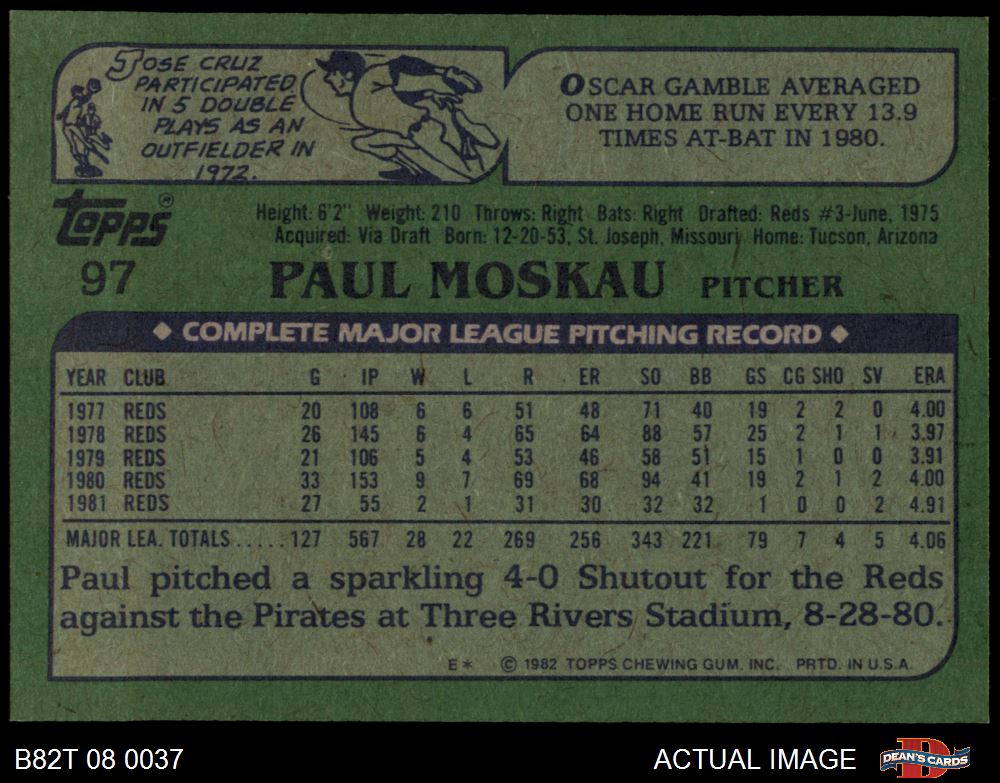 JOSE CRUZ
PARTICIPATED
IN 5 DOUBLE
PLAYS AS AN
OUTFIELDER IN
1972.
OSCAR GAMBLE AVERAGED
ONE HOME RUN EVERY 13.9
TIMES AT-BAT IN 1980.
TOPPS®
Height: 6'2" Weight: 210 Throws: Right Bats: Right Drafted: Reds #3-June, 1975
Acquired: Via Draft Born: 12-20-53, St. Joseph, Missouri Home: Tucson, Arizona
97 PAUL MOSKAU PITCHER
◆ COMPLETE MAJOR LEAGUE PITCHING RECORD ◆
YEAR CLUB G IP W L R ER SO BB GS CG SHO SV ERA
1977 REDS 20 108 6 6 51 48 71 40 19 2 2 0 4.00
1978 REDS 26 145 6 4 65 64 88 57 25 2 1 1 3.97
1979 REDS 21 106 5 4 53 46 58 51 15 1 0 0 3.91
1980 REDS 33 153 9 7 69 68 94 41 19 2 1 2 4.00
1981 REDS 27 55 2 1 31 30 32 32 1 0 0 2 4.91
MAJOR LEA. TOTALS.....127 567 28 22 269 256 343 221 79 7 4 5 4.06
Paul pitched a sparkling 4-0 Shutout for the Reds
against the Pirates at Three Rivers Stadium, 8-28-80.
E* © 1982 TOPPS CHEWING GUM, INC. PRTD. IN U.S.A.
B82T 08 0037
ACTUAL IMAGE
D
DEAN'S CARDS